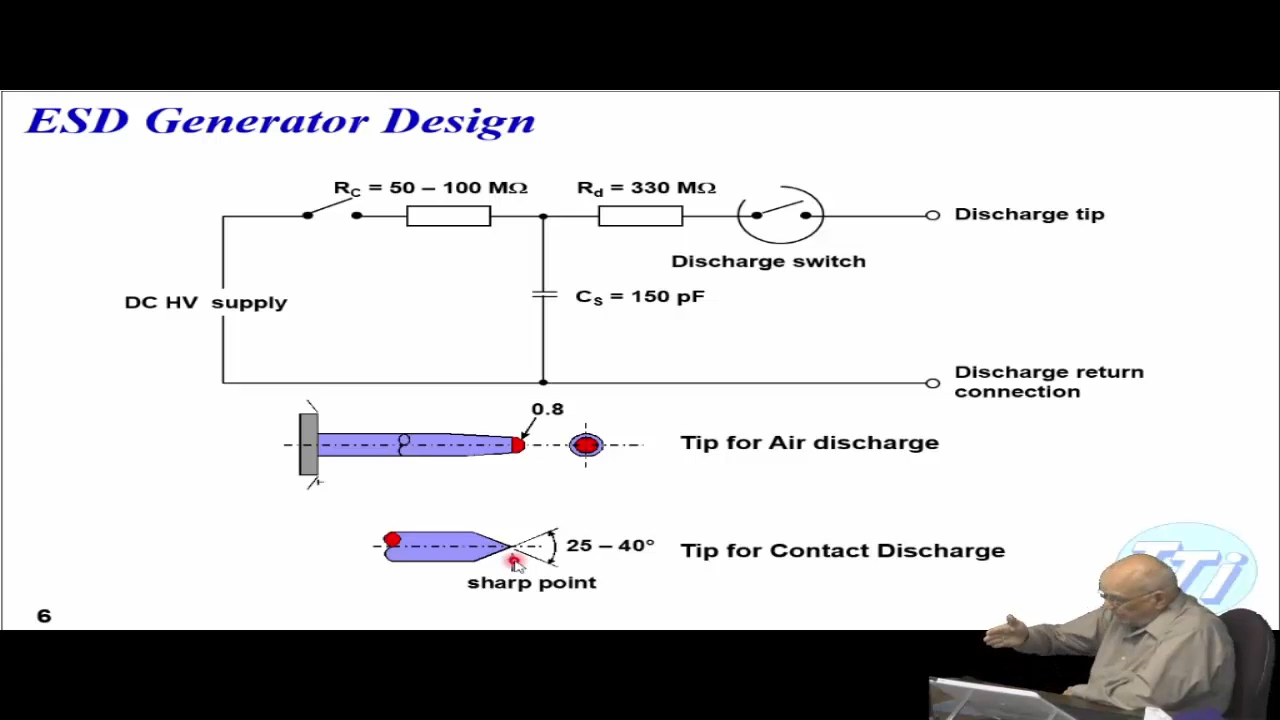 ESD Generator Design
R_C = 50 – 100 MΩ
R_d = 330 MΩ
Discharge tip
Discharge switch
DC HV supply
C_S = 150 pF
Discharge return
connection
0.8
Tip for Air discharge
25 – 40°
Tip for Contact Discharge
sharp point
TTi
6